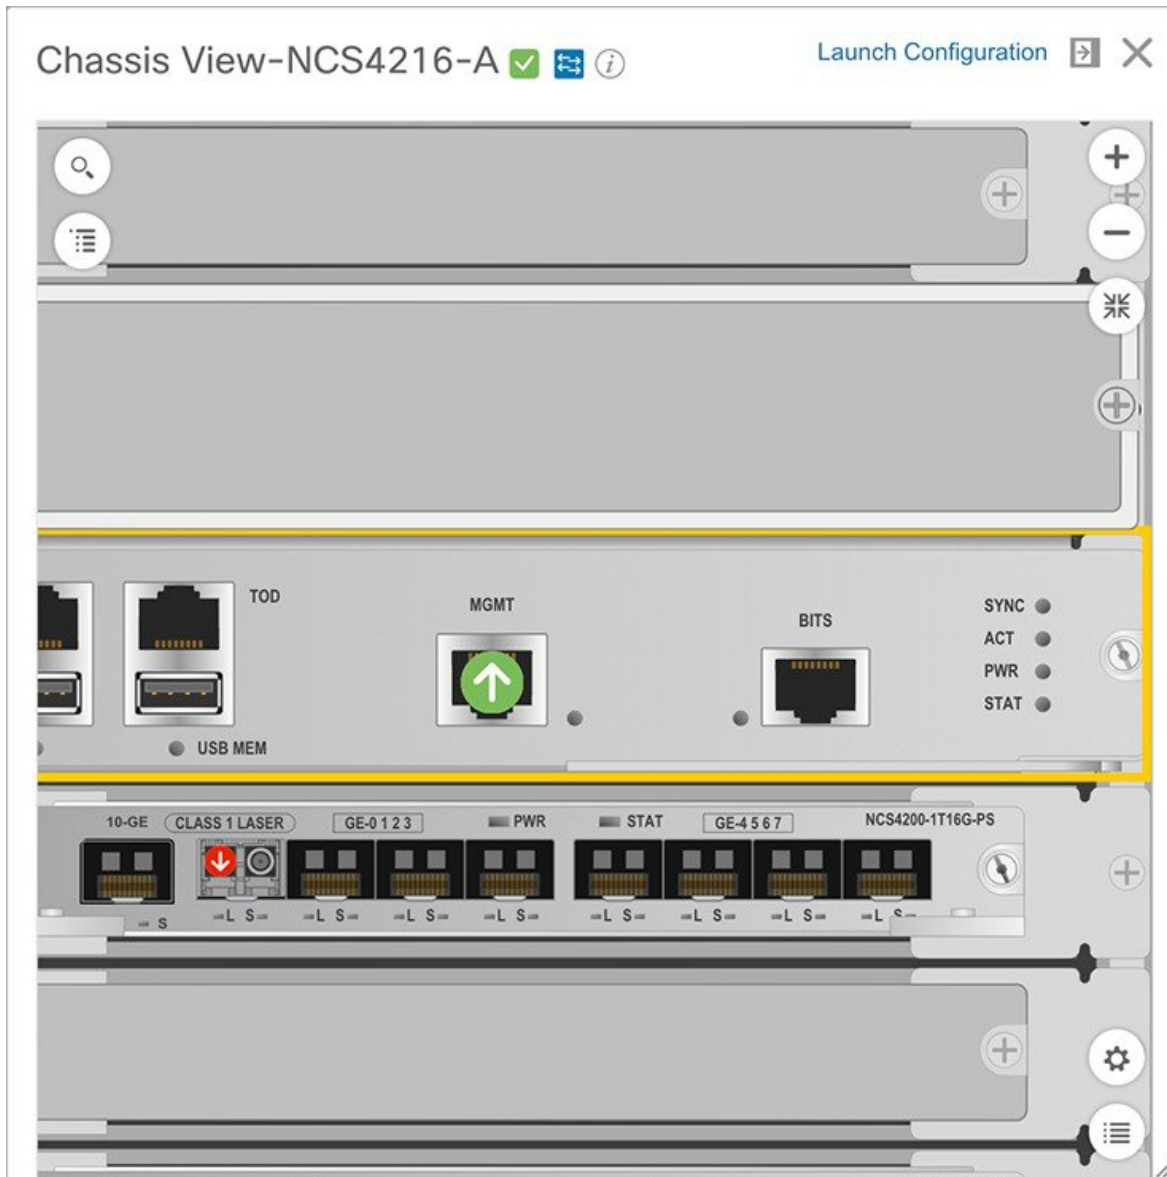 Chassis View-NCS4216-A
Launch Configuration
TOD
MGMT
BITS
SYNC
ACT
PWR
STAT
USB MEM
10-GE
CLASS 1 LASER
GE-0 1 2 3
PWR
STAT
GE-4 5 6 7
NCS4200-1T16G-PS
S
L S
L S
L S
L S
L S
L S
L S
L S